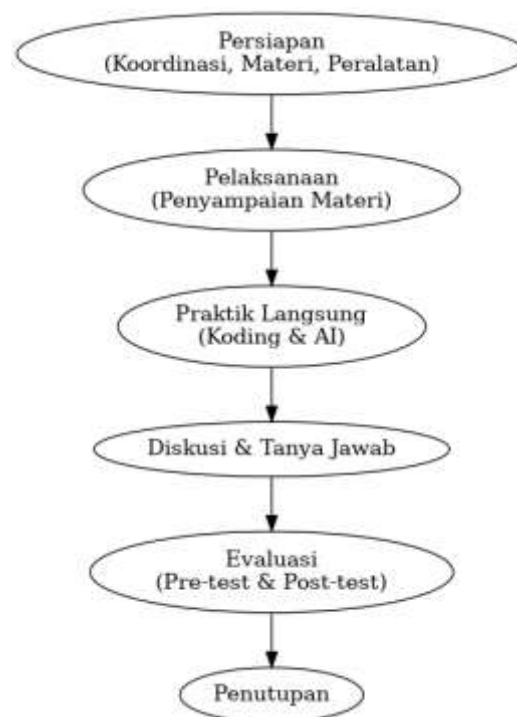 Persiapan
(Koordinasi, Materi, Peralatan)
Pelaksanaan
(Penyampaian Materi)
Praktik Langsung
(Koding & AI)
Diskusi & Tanya Jawab
Evaluasi
(Pre-test & Post-test)
Penutupan